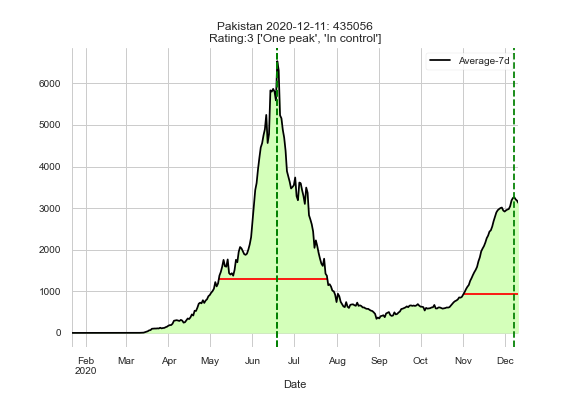 Pakistan 2020-12-11: 435056
Rating:3 ['One peak', 'In control']
Average-7d
6000
5000
4000
3000
2000
1000
0
Feb Mar Apr May Jun Jul Aug Sep Oct Nov Dec
2020
Date